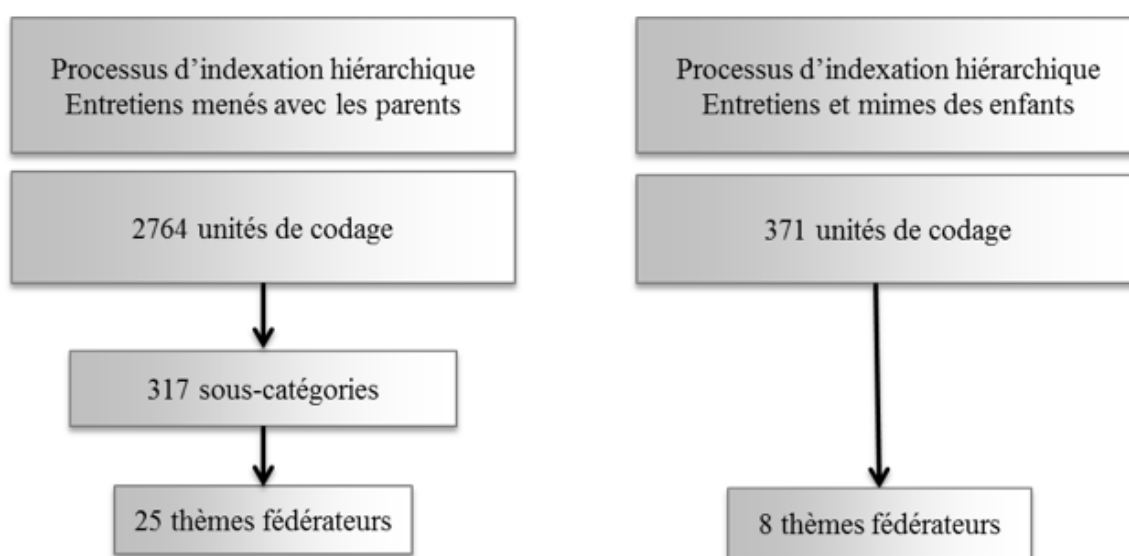 Processus d’indexation hiérarchique
Entretiens menés avec les parents
2764 unités de codage
317 sous-catégories
25 thèmes fédérateurs
Processus d’indexation hiérarchique
Entretiens et mimes des enfants
371 unités de codage
8 thèmes fédérateurs